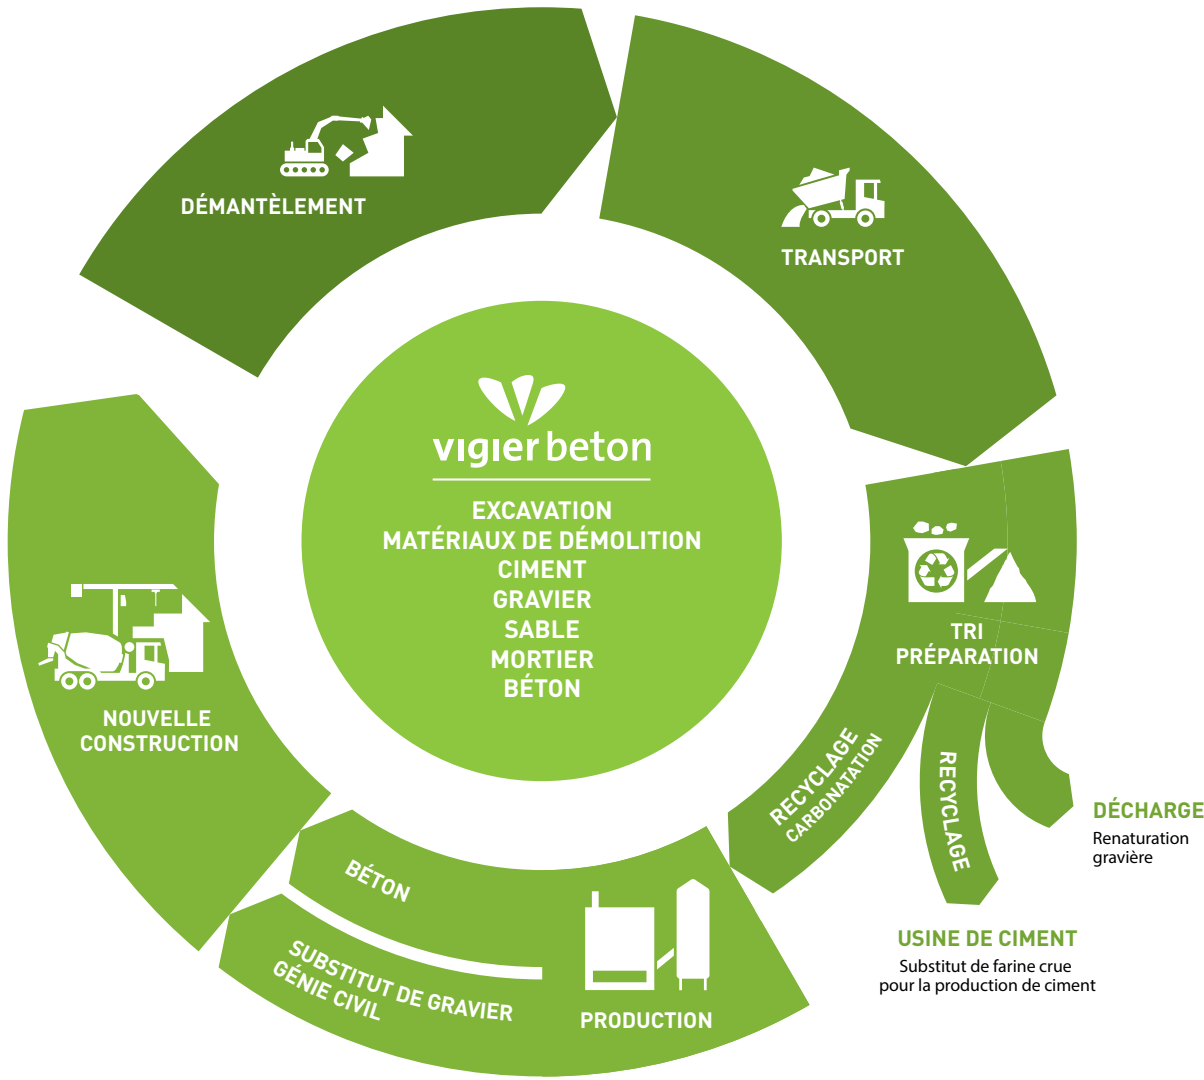 DÉMANTÈLEMENT
TRANSPORT
vigier beton
EXCAVATION
MATÉRIAUX DE DÉMOLITION
CIMENT
GRAVIER
SABLE
MORTIER
BÉTON
TRI
PRÉPARATION
RECYCLAGE
CARBONATATION
RECYCLAGE
DÉCHARGE
Renaturation
gravière
USINE DE CIMENT
Substitut de farine crue
pour la production de ciment
PRODUCTION
BÉTON
SUBSTITUT DE GRAVIER
GÉNIE CIVIL
NOUVELLE
CONSTRUCTION